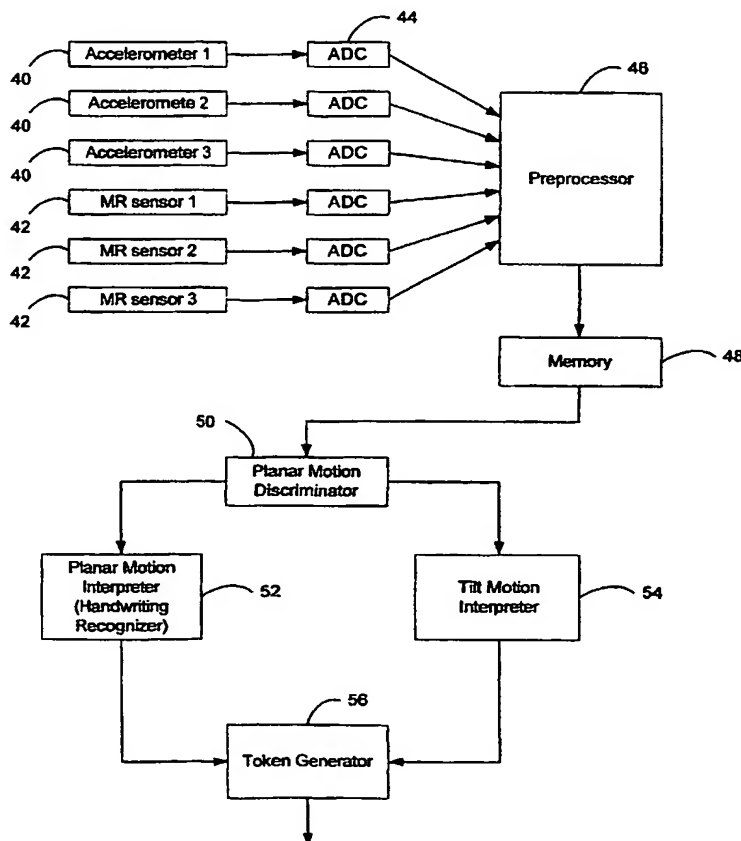 44
Accelerometer 1
ADC
46
40
Acceleromete 2
ADC
40
Accelerometer 3
ADC
Preprocessor
40
MR sensor 1
ADC
42
MR sensor 2
ADC
42
MR sensor 3
ADC
42
Memory
48
50
Planar Motion
Discriminator
Planar Motion
Interpreter
(Handwriting
Recognizer)
52
Tilt Motion
Interpreter
54
56
Token Generator